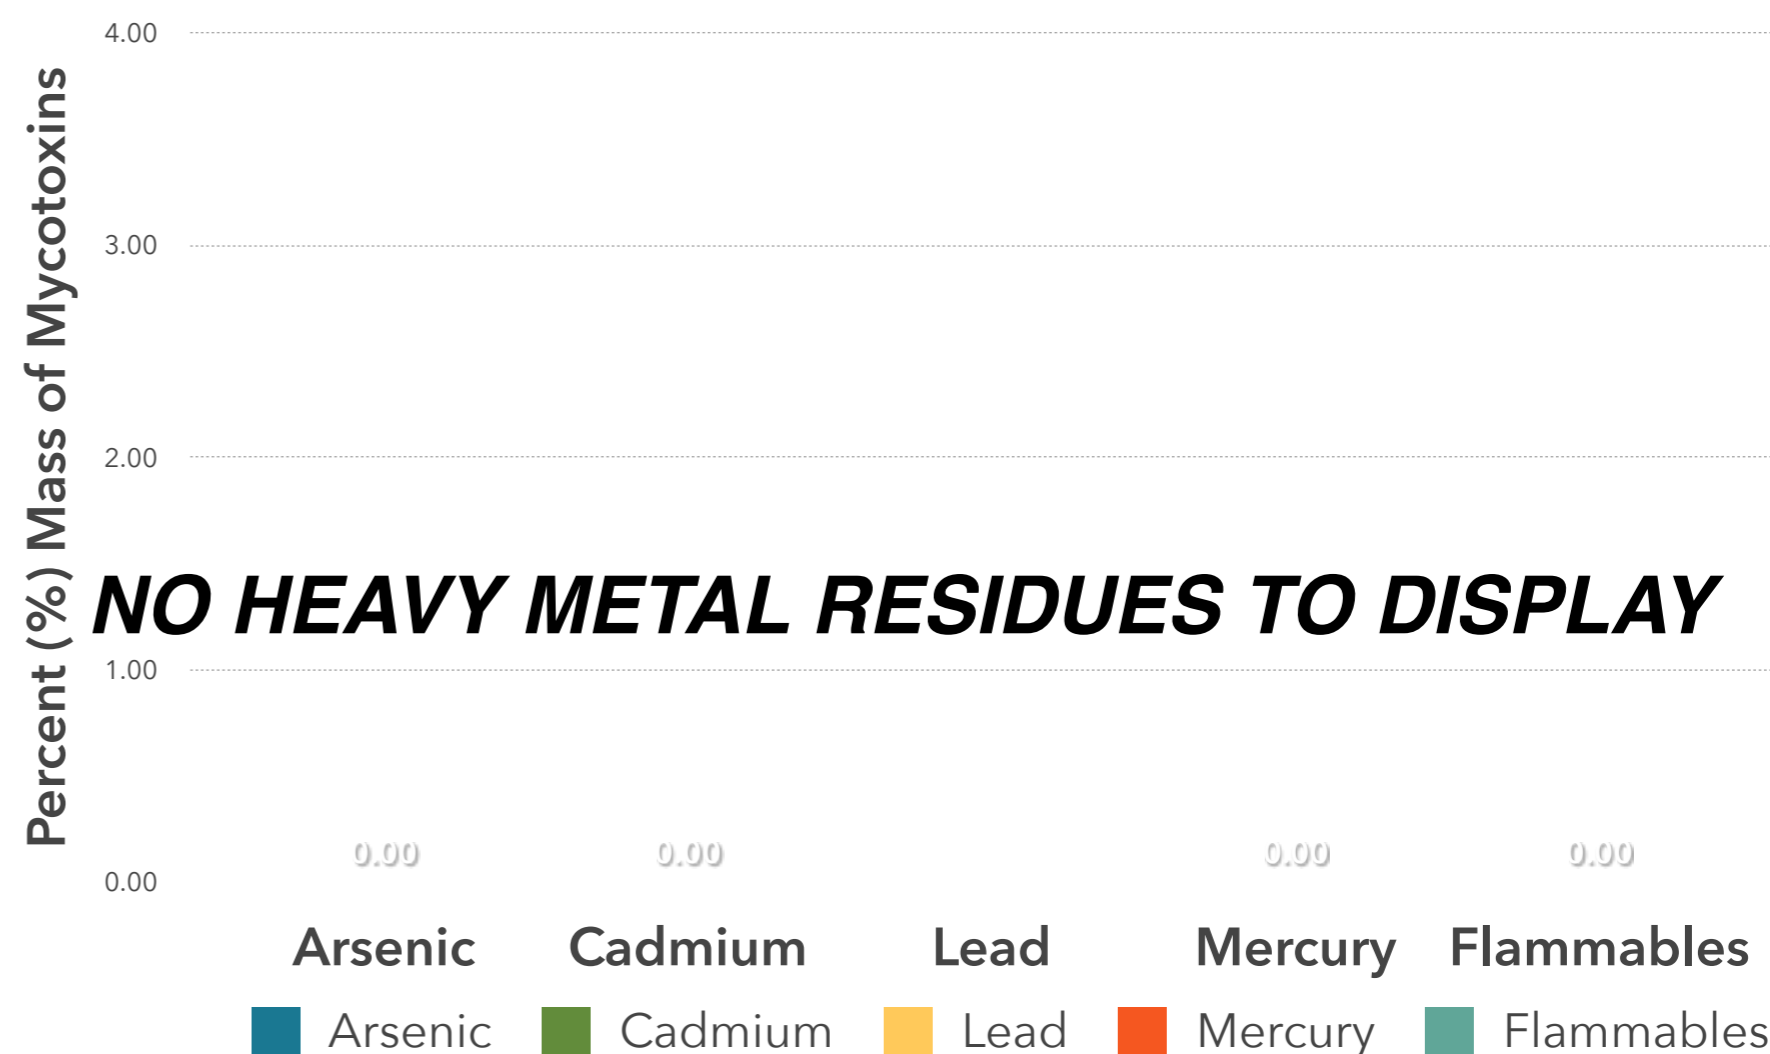 Percent (%) Mass of Mycotoxins
4.00
3.00
2.00
NO HEAVY METAL RESIDUES TO DISPLAY
1.00
0.00 0.00 0.00 0.00
0.00
Arsenic Cadmium Lead Mercury Flammables
Arsenic Cadmium Lead Mercury Flammables